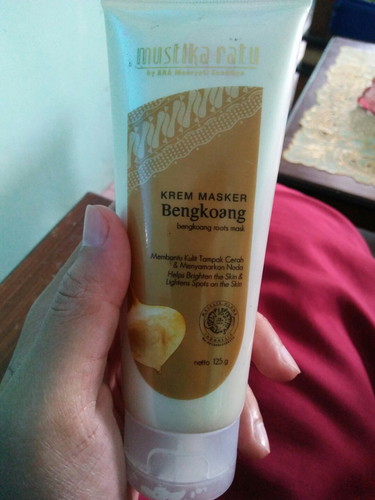 mustika-ratu
by BRA Mooryati Soedibyo
KREM MASKER
Bengkoang
bengkoang roots mask
Membantu Kulit Tampak Cerah
& Menyamarkan Noda
Helps Brighten the Skin &
Lightens Spots on the Skin
netto 125 g